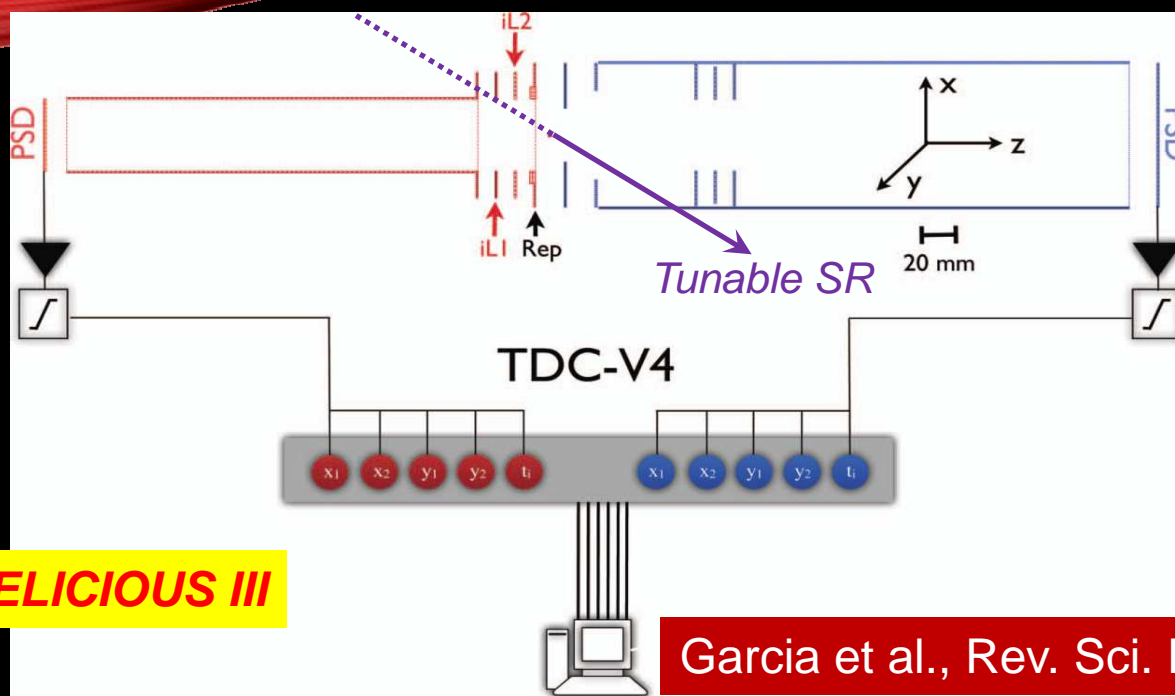 iL2
PSD
x
z
y
iL1 Rep
20 mm
Tunable SR
TDC-V4
x₁ x₂ y₁ y₂ tᵢ x₁ x₂ y₁ y₂ tᵢ
ELICIOUS III
Garcia et al., Rev. Sci.